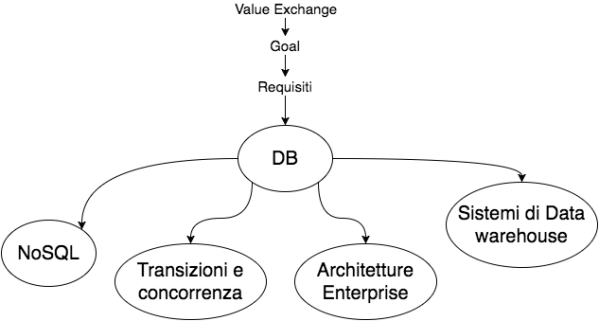 Value Exchange
Goal
Requisiti
DB
NoSQL
Transizioni e
concorrenza
Architetture
Enterprise
Sistemi di Data
warehouse